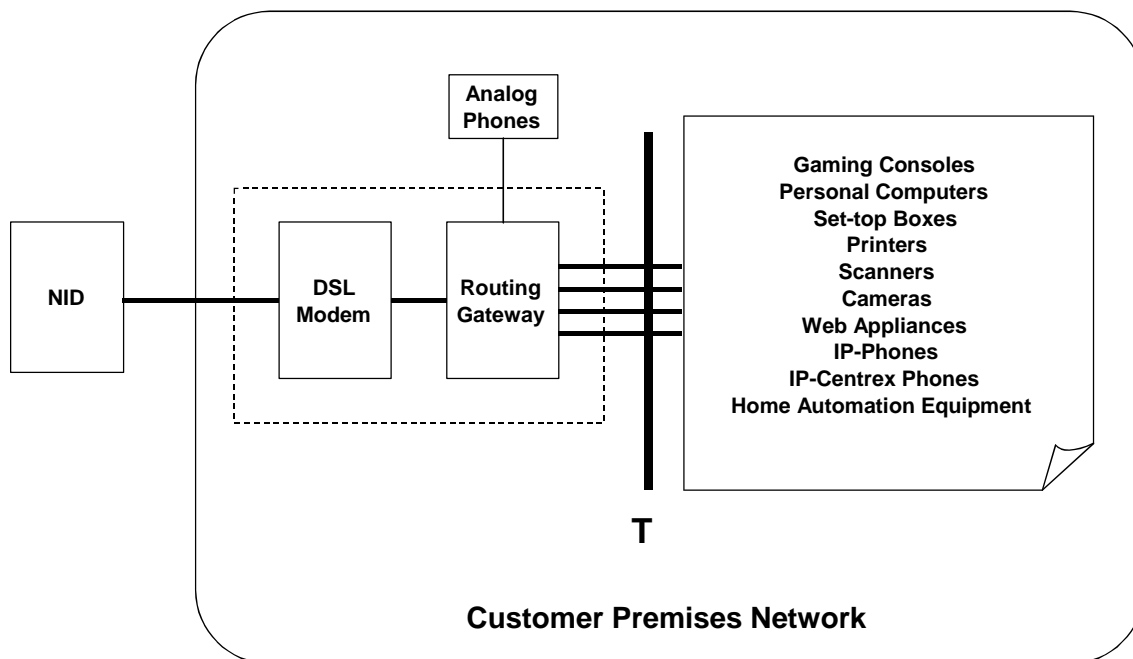 Analog
Phones
NID
DSL
Modem
Routing
Gateway
Gaming Consoles
Personal Computers
Set-top Boxes
Printers
Scanners
Cameras
Web Appliances
IP-Phones
IP-Centrex Phones
Home Automation Equipment
T
Customer Premises Network